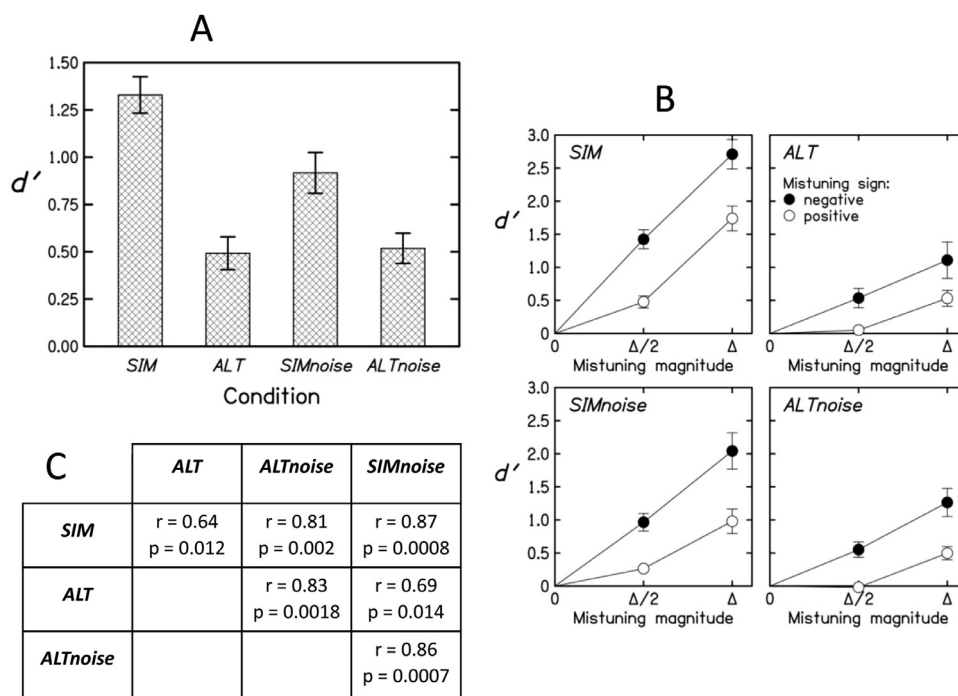 A
1.50
1.25
1.00
0.75
0.50
0.25
0.00
d'
SIM
ALT
SIMnoise
ALTnoise
Condition
B
3.0
2.5
2.0
1.5
1.0
0.5
0
d'
SIM
0
Δ/2
Δ
Mistuning magnitude
ALT
Mistuning sign:
negative
positive
0
Δ/2
Δ
Mistuning magnitude
3.0
2.0
1.0
0.5
0
d'
SIMnoise
0
Δ/2
Δ
Mistuning magnitude
ALTnoise
0
Δ/2
Δ
Mistuning magnitude
C
ALT
ALTnoise
SIMnoise
SIM
r = 0.64
p = 0.012
r = 0.81
p = 0.002
r = 0.87
p = 0.0008
ALT
r = 0.83
p = 0.0018
r = 0.69
p = 0.014
ALTnoise
r = 0.86
p = 0.0007